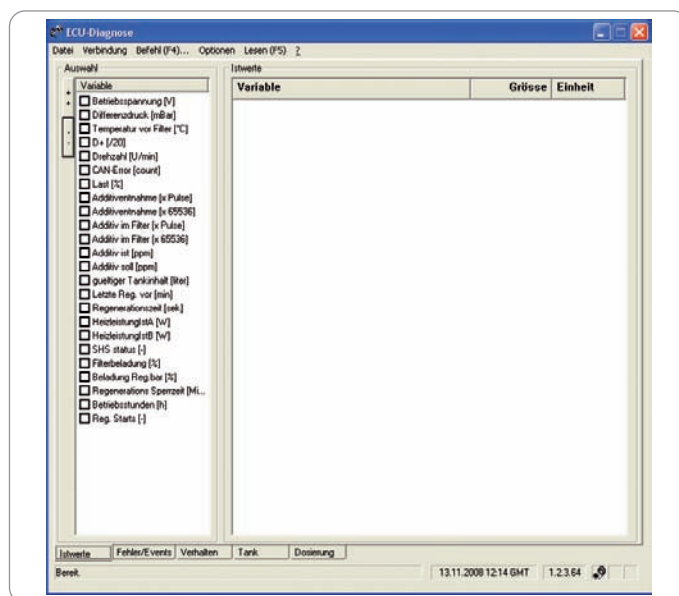 ECU-Diagnose
Datei Verbindung Befehl (F4)... Optionen Lesen (F5) ?
Auswahl
Istwerte
Variable
Variable Grösse Einheit
Betriebsspannung [V]
Differenzdruck [mBar]
Temperatur vor Filter [°C]
D+ [/20]
Drehzahl [U/min]
CAN-Error [count]
Last [%]
Additiventnahme [x Pulse]
Additiventnahme [x 65536]
Additiv im Filter [x Pulse]
Additiv im Filter [x 65536]
Additiv ist [ppm]
Additiv soll [ppm]
gueltiger Tankinhalt [liter]
Letzte Reg. vor [min]
Regenerationszeit [sek]
HeizleistungIstA [W]
HeizleistungIstB [W]
SHS status [-]
Filterbeladung [%]
Beladung Reg.bar [%]
Regenerations Sperrzeit [Mi...
Betriebsstunden [h]
Reg. Starts [-]
Istwerte Fehler/Events Verhalten Tank Dosierung
Bereit. 13.11.2008 12:14 GMT 1.2.3.64